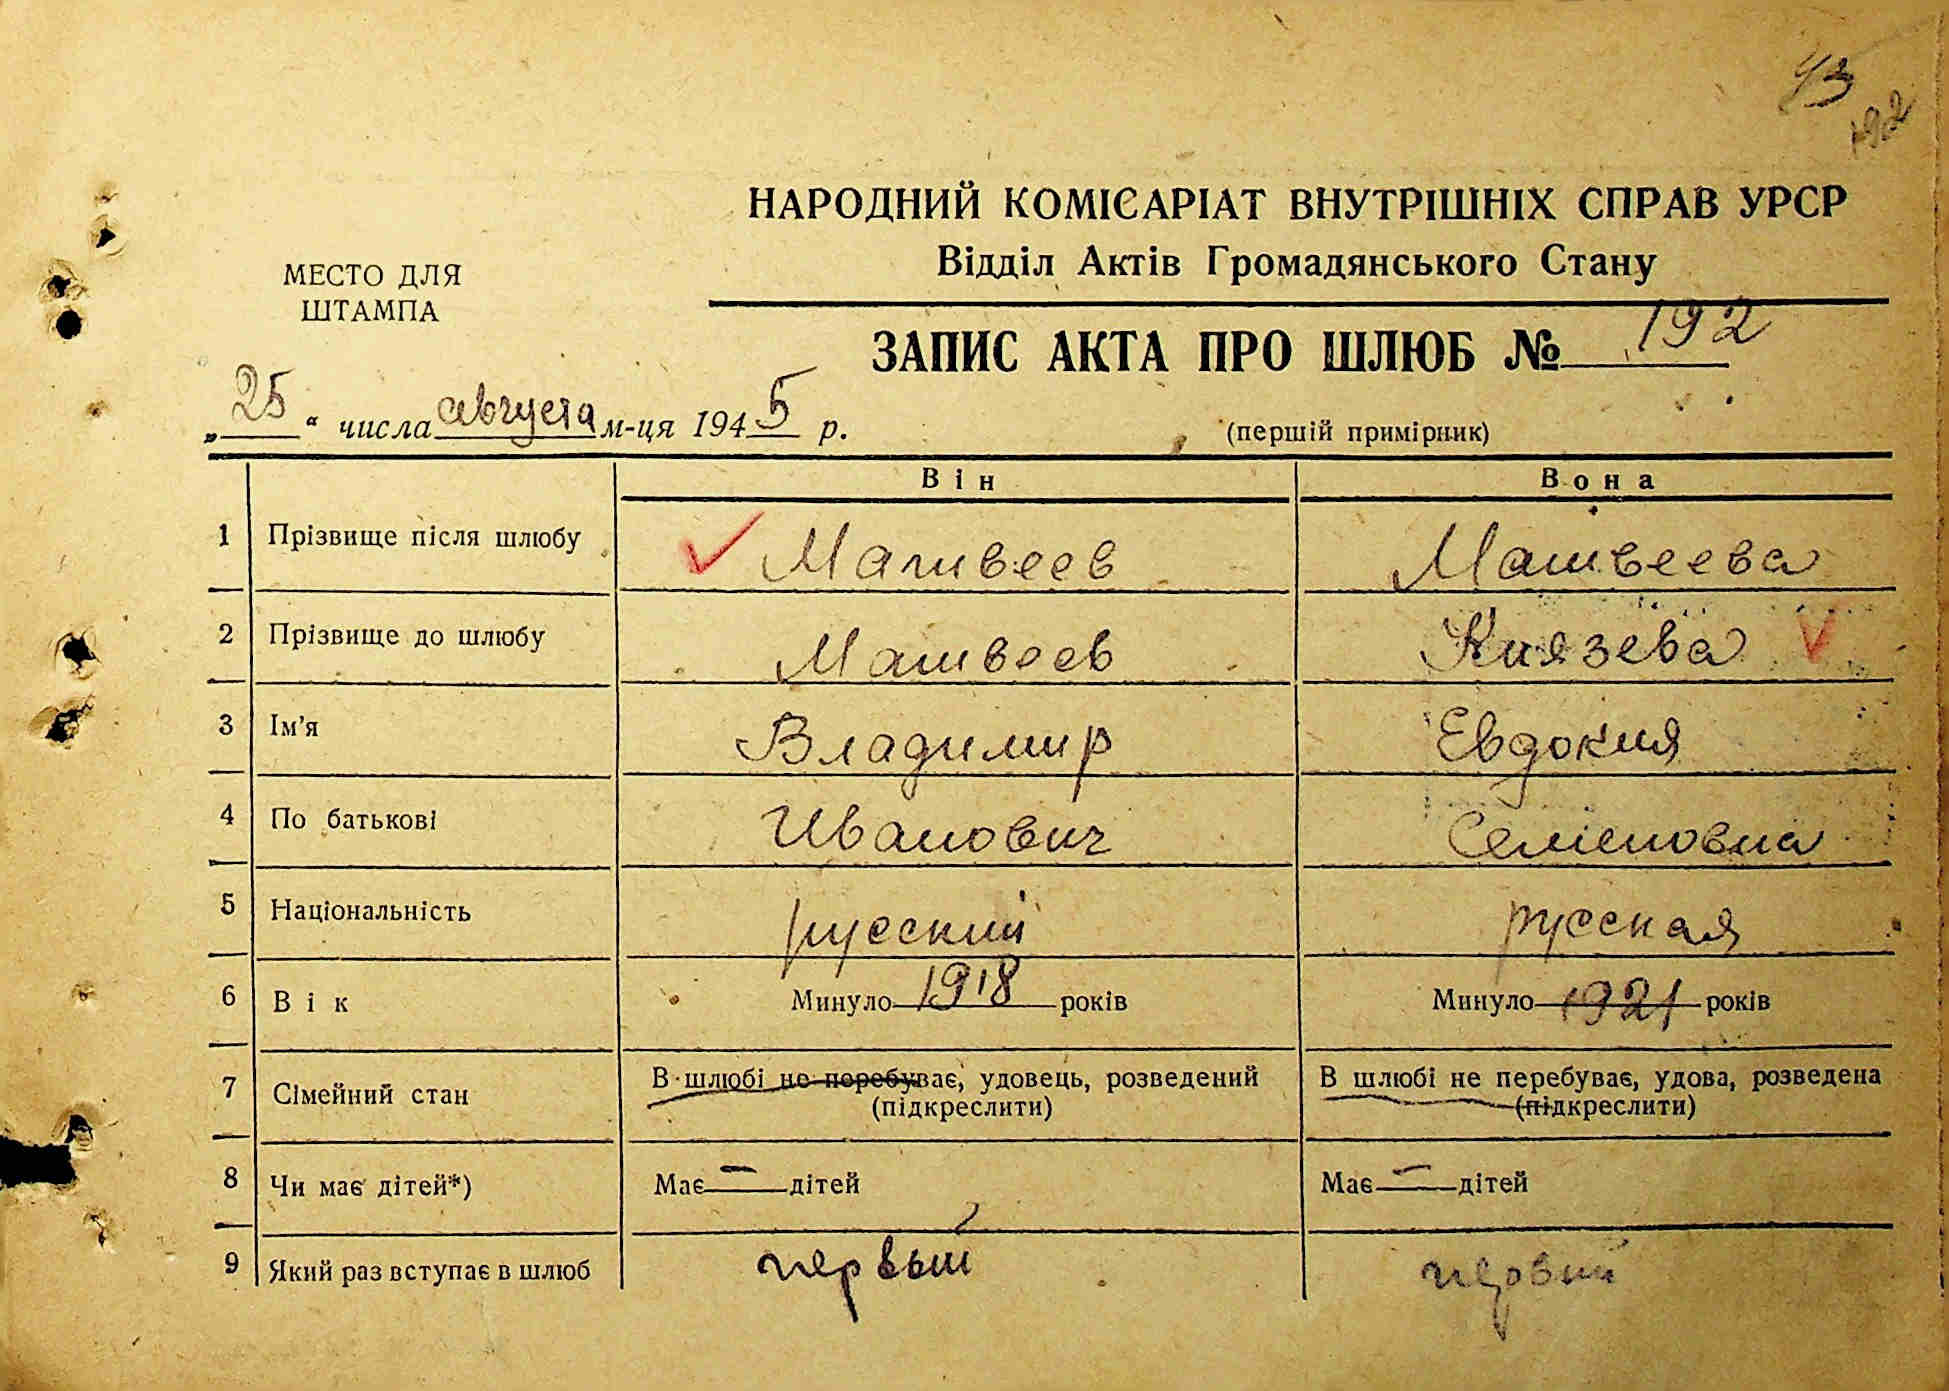 93
192
НАРОДНИЙ КОМІСАРІАТ ВНУТРІШНІХ СПРАВ УРСР
Відділ Актів Громадянського Стану
МЕСТО ДЛЯ
ШТАМПА
ЗАПИС АКТА ПРО ШЛЮБ № 192
„25“ числа августа м-ця 1945 р.
(першій примірник)
Він Вона
1 Прізвище після шлюбу Матвеев Матвеева
2 Прізвище до шлюбу Матвеев Князева
3 Ім'я Владимир Евдокия
4 По батькові Иванович Семеновна
5 Національність русский русская
6 Вік Минуло 1918 років Минуло 1921 років
7 Сімейний стан В шлюбі не перебуває, удовець, розведений В шлюбі не перебуває, удова, розведена
(підкреслити) (підкреслити)
8 Чи має дітей*) Має — дітей Має — дітей
9 Який раз вступає в шлюб первый первый